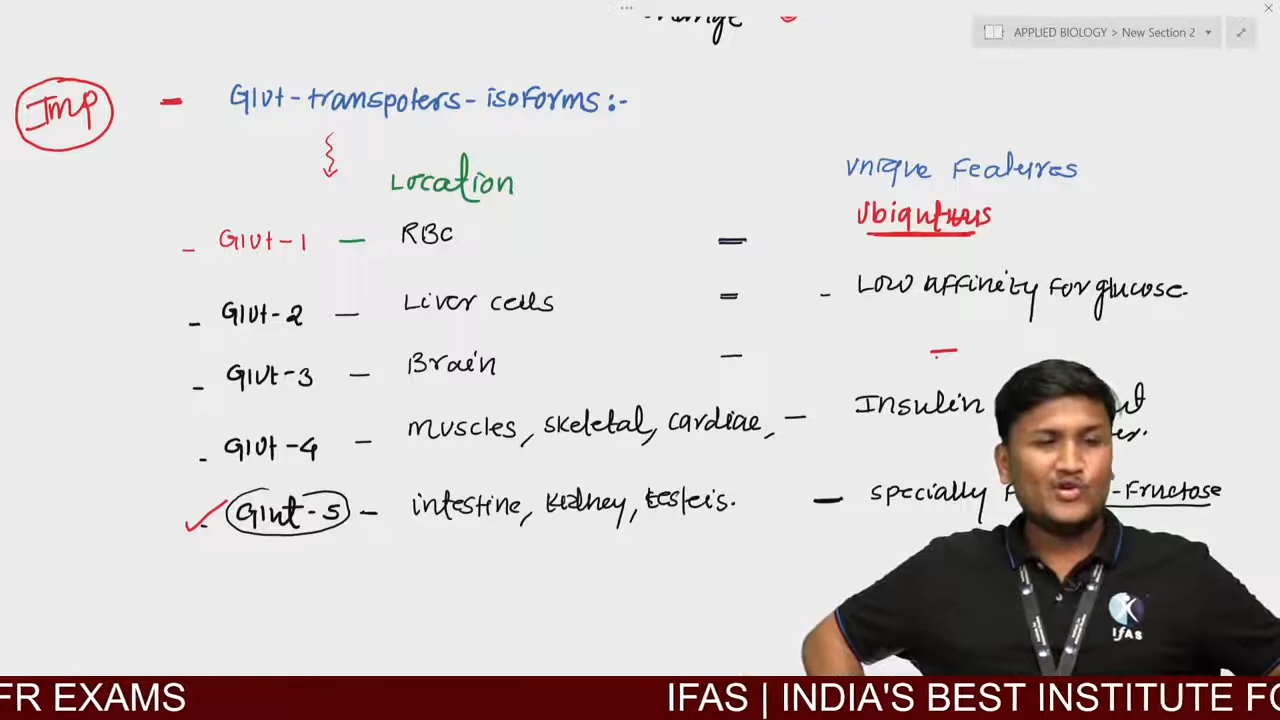 APPLIED BIOLOGY > New Section 2
Imp - Glut-transpoters-isoforms:-
Location
unique Features
ubiqutous
- Glut-1 - RBC =
- Glut-2 - Liver cells = - Low affinity for glucose.
- Glut-3 - Brain - -
- Glut-4 - muscles, skeletal, cardiac, - Insulin
- Glut-5 - intestine, kidney, testeis. - specially -Fructose
IFAS
FR EXAMS IFAS | INDIA'S BEST INSTITUTE FO